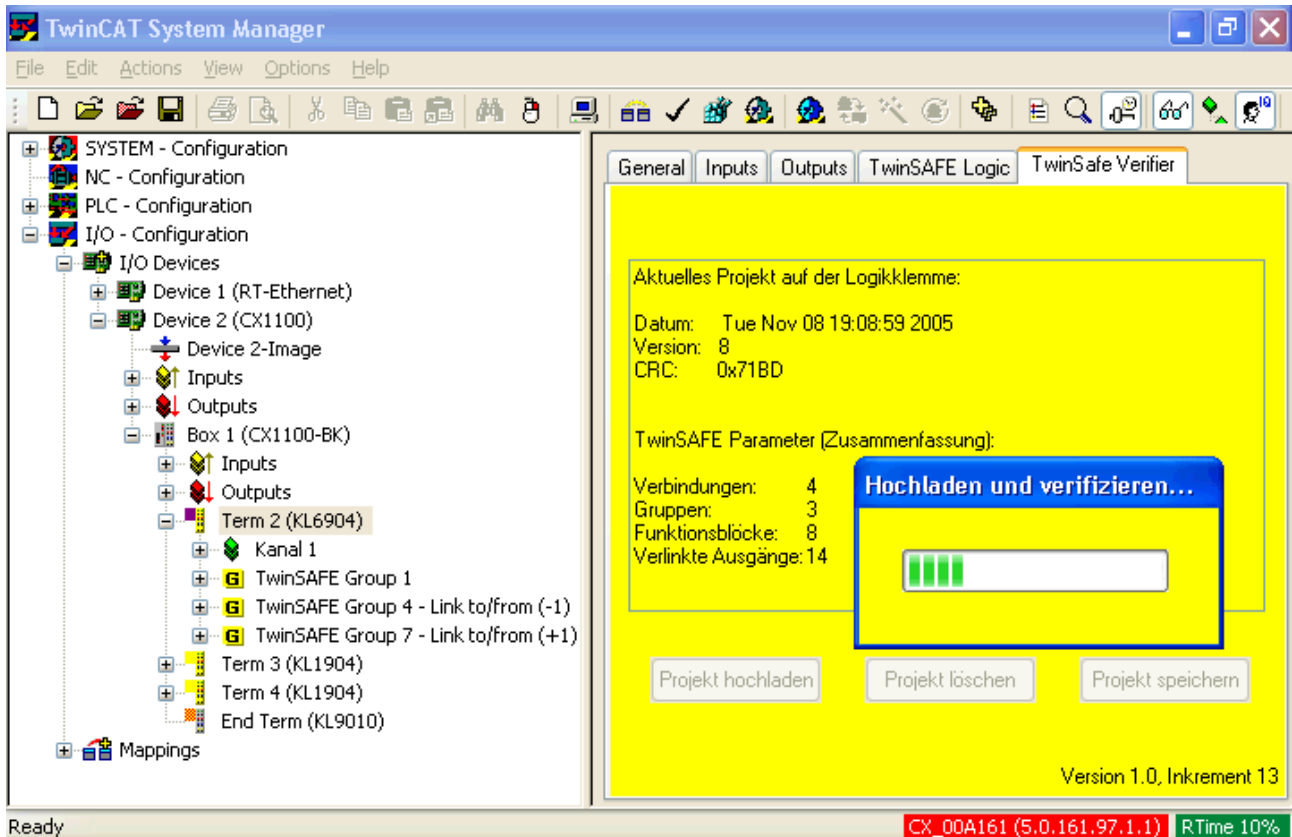 TwinCAT System Manager
File Edit Actions View Options Help
SYSTEM - Configuration
NC - Configuration
PLC - Configuration
I/O - Configuration
I/O Devices
Device 1 (RT-Ethernet)
Device 2 (CX1100)
Device 2-Image
Inputs
Outputs
Box 1 (CX1100-BK)
Inputs
Outputs
Term 2 (KL6904)
Kanal 1
G TwinSAFE Group 1
G TwinSAFE Group 4 - Link to/from (-1)
G TwinSAFE Group 7 - Link to/from (+1)
Term 3 (KL1904)
Term 4 (KL1904)
End Term (KL9010)
Mappings
General Inputs Outputs TwinSAFE Logic TwinSafe Verifier
Aktuelles Projekt auf der Logikklemme:
Datum: Tue Nov 08 19:08:59 2005
Version: 8
CRC: 0x71BD
TwinSAFE Parameter (Zusammenfassung):
Verbindungen: 4
Gruppen: 3
Funktionsblöcke: 8
Verlinkte Ausgänge: 14
Hochladen und verifizieren...
Projekt hochladen Projekt löschen Projekt speichern
Version 1.0, Inkrement 13
Ready CX_00A161 (5.0.161.97.1.1) RTime 10%